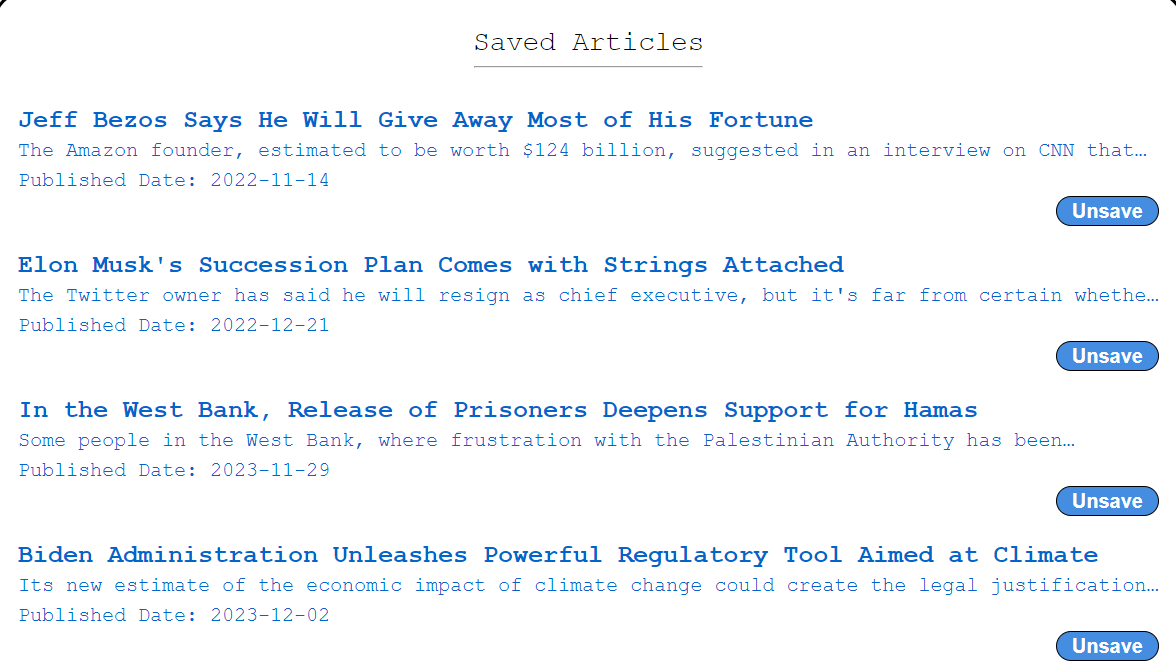 Saved Articles
Jeff Bezos Says He Will Give Away Most of His Fortune
The Amazon founder, estimated to be worth $124 billion, suggested in an interview on CNN that…
Published Date: 2022-11-14
Unsave
Elon Musk's Succession Plan Comes with Strings Attached
The Twitter owner has said he will resign as chief executive, but it's far from certain whethe…
Published Date: 2022-12-21
Unsave
In the West Bank, Release of Prisoners Deepens Support for Hamas
Some people in the West Bank, where frustration with the Palestinian Authority has been…
Published Date: 2023-11-29
Unsave
Biden Administration Unleashes Powerful Regulatory Tool Aimed at Climate
Its new estimate of the economic impact of climate change could create the legal justification…
Published Date: 2023-12-02
Unsave